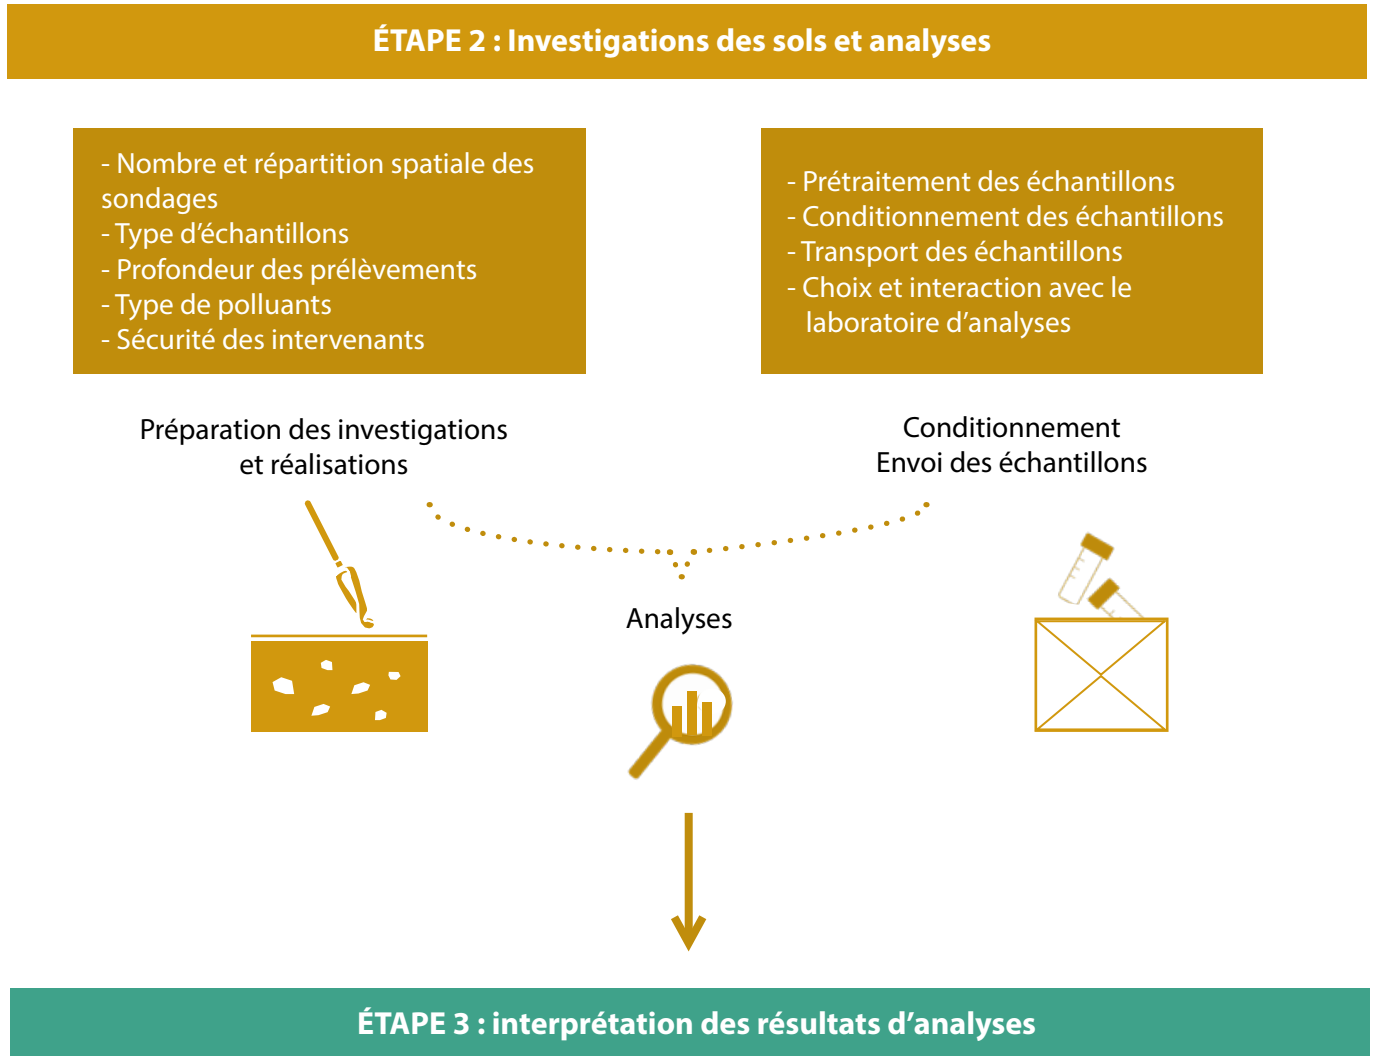 ÉTAPE 2 : Investigations des sols et analyses
- Nombre et répartition spatiale des
sondages
- Type d'échantillons
- Profondeur des prélèvements
- Type de polluants
- Sécurité des intervenants
- Prétraitement des échantillons
- Conditionnement des échantillons
- Transport des échantillons
- Choix et interaction avec le
laboratoire d'analyses
Préparation des investigations
et réalisations
Conditionnement
Envoi des échantillons
Analyses
ÉTAPE 3 : interprétation des résultats d'analyses